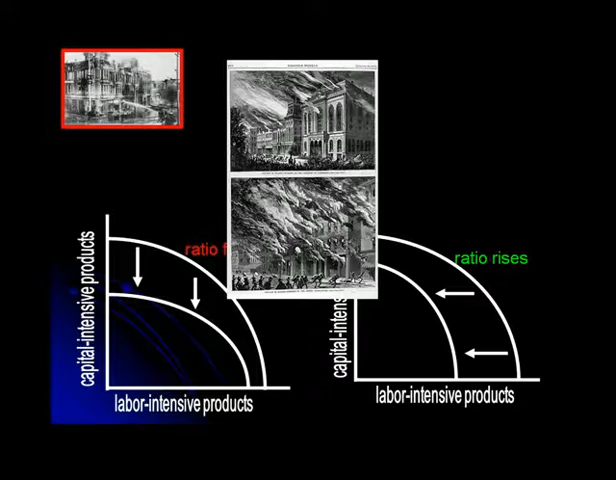 ratio f
ratio rises
capital-intensive products
capital-intens
labor-intensive products
labor-intensive products